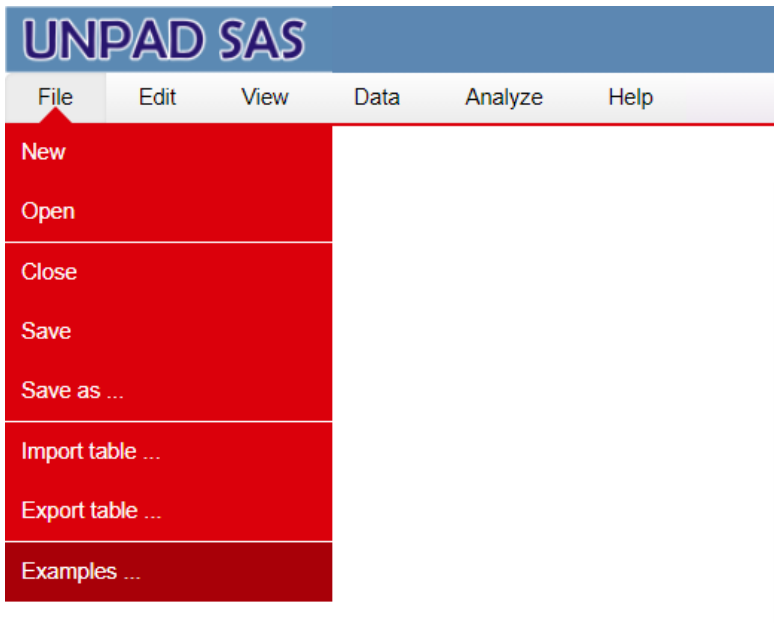 UNPAD SAS
File Edit View Data Analyze Help
New
Open
Close
Save
Save as ...
Import table ...
Export table ...
Examples ...